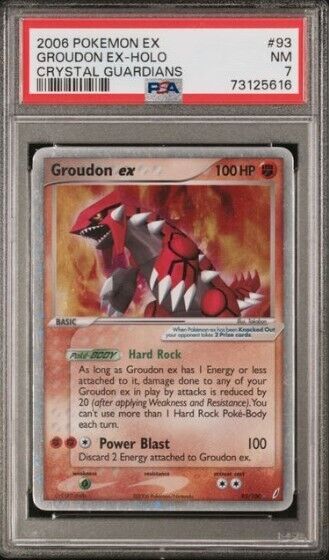 2006 POKEMON EX #93
GROUDON EX-HOLO NM
CRYSTAL GUARDIANS PSA 7
73125616
Groudon ex 100 HP
BASIC
When Pokémon-ex has been Knocked Out,
your opponent takes 2 Prize cards.
Poké-BODY Hard Rock
As long as Groudon ex has 1 Energy or less
attached to it, damage done to any of your
Groudon ex in play by attacks is reduced by
20 (after applying Weakness and Resistance). You
can't use more than 1 Hard Rock Poké-Body
each turn.
Power Blast 100
Discard 2 Energy attached to Groudon ex.
weakness resistance retreat cost
93/100